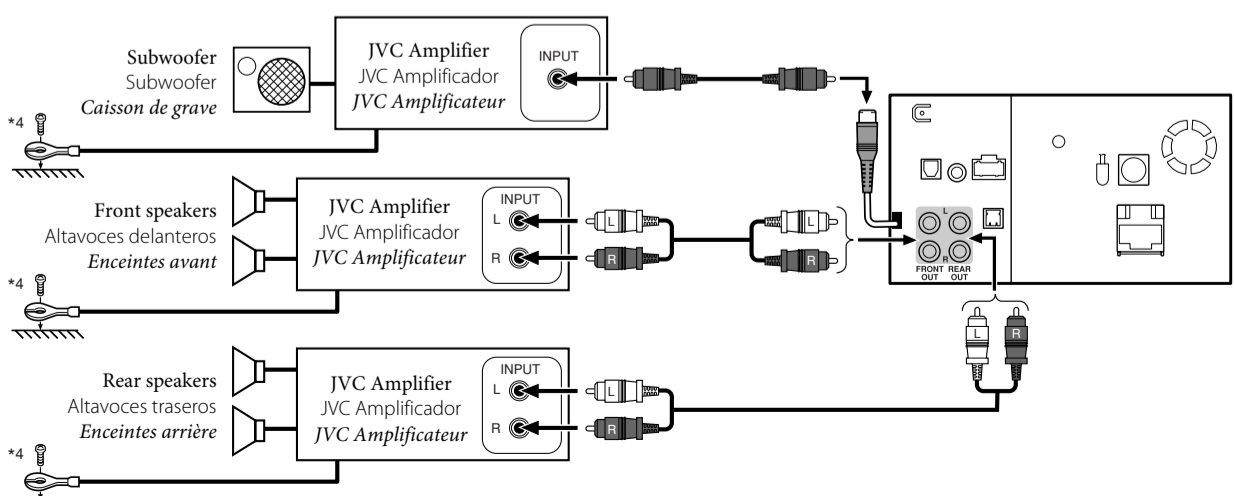 Subwoofer
Subwoofer
Caisson de grave
JVC Amplifier
JVC Amplificador
JVC Amplificateur
INPUT
*4
Front speakers
Altavoces delanteros
Enceintes avant
JVC Amplifier
JVC Amplificador
JVC Amplificateur
INPUT
L
R
L
R
L
R
L
R
FRONT OUT
REAR OUT
*4
Rear speakers
Altavoces traseros
Enceintes arrière
JVC Amplifier
JVC Amplificador
JVC Amplificateur
INPUT
L
R
L
R
L
R
*4